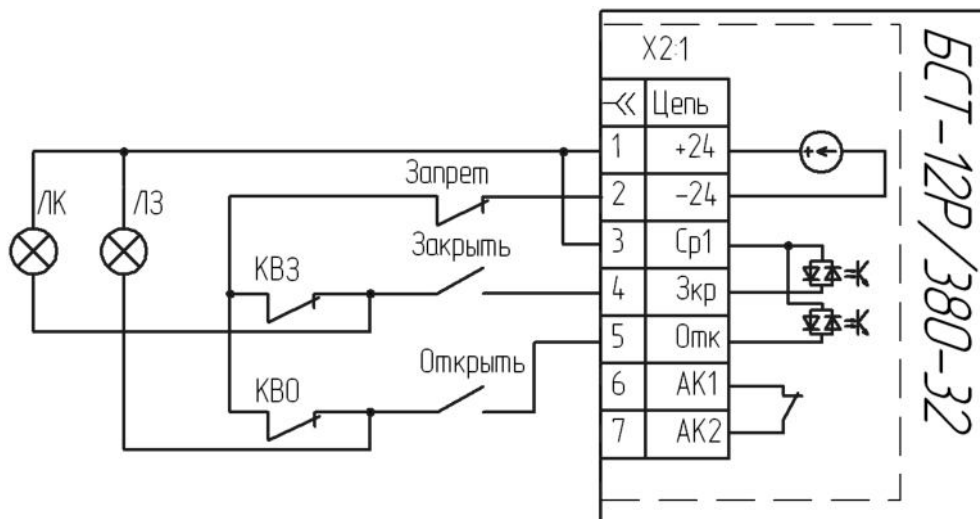 X2:1
Цепь
1 +24
2 -24
3 Ср1
4 Зкр
5 Отк
6 АК1
7 АК2
ЛК
ЛЗ
Запрет
Закрыть
КВЗ
Открыть
КВО
БСТ-12Р/380-32